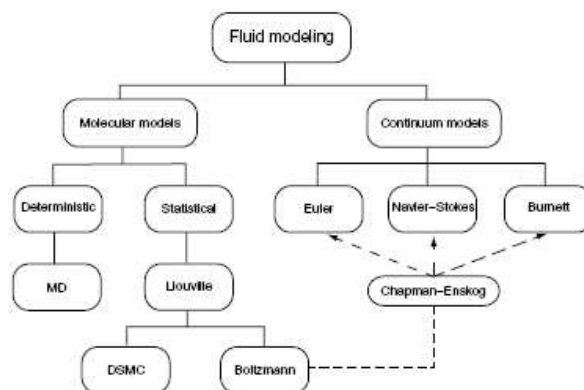 Fluid modeling
Molecular models
Continuum models
Deterministic
Statistical
Euler
Navier-Stokes
Burnett
MD
Liouville
Chapman-Enskog
DSMC
Boltzmann